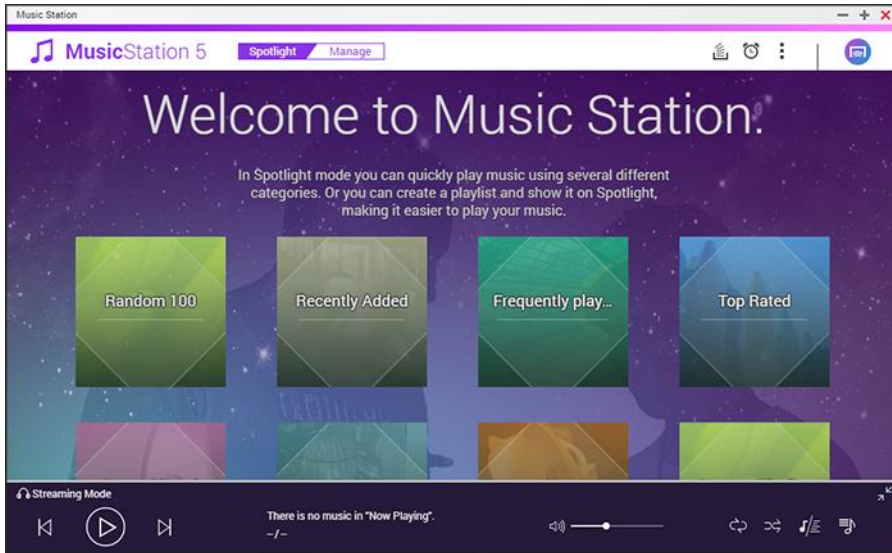 Music Station
MusicStation 5
Spotlight
Manage
Welcome to Music Station.
In Spotlight mode you can quickly play music using several different
categories. Or you can create a playlist and show it on Spotlight,
making it easier to play your music.
Random 100
Recently Added
Frequently play...
Top Rated
Streaming Mode
There is no music in "Now Playing".
--/--